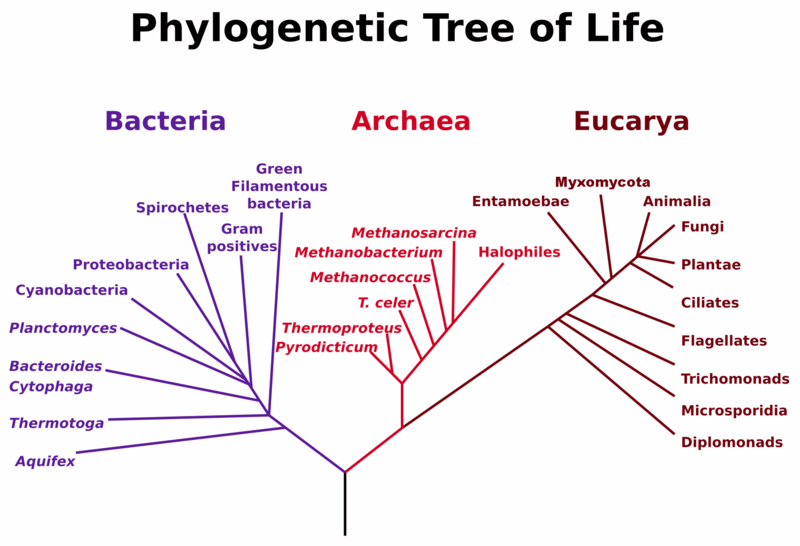 Phylogenetic Tree of Life
Bacteria
Archaea
Eucarya
Green
Filamentous
bacteria
Spirochetes
Gram
positives
Proteobacteria
Cyanobacteria
Planctomyces
Bacteroides
Cytophaga
Thermotoga
Aquifex
Methanosarcina
Methanobacterium
Halophiles
Methanococcus
T. celer
Thermoproteus
Pyrodicticum
Myxomycota
Entamoebae
Animalia
Fungi
Plantae
Ciliates
Flagellates
Trichomonads
Microsporidia
Diplomonads